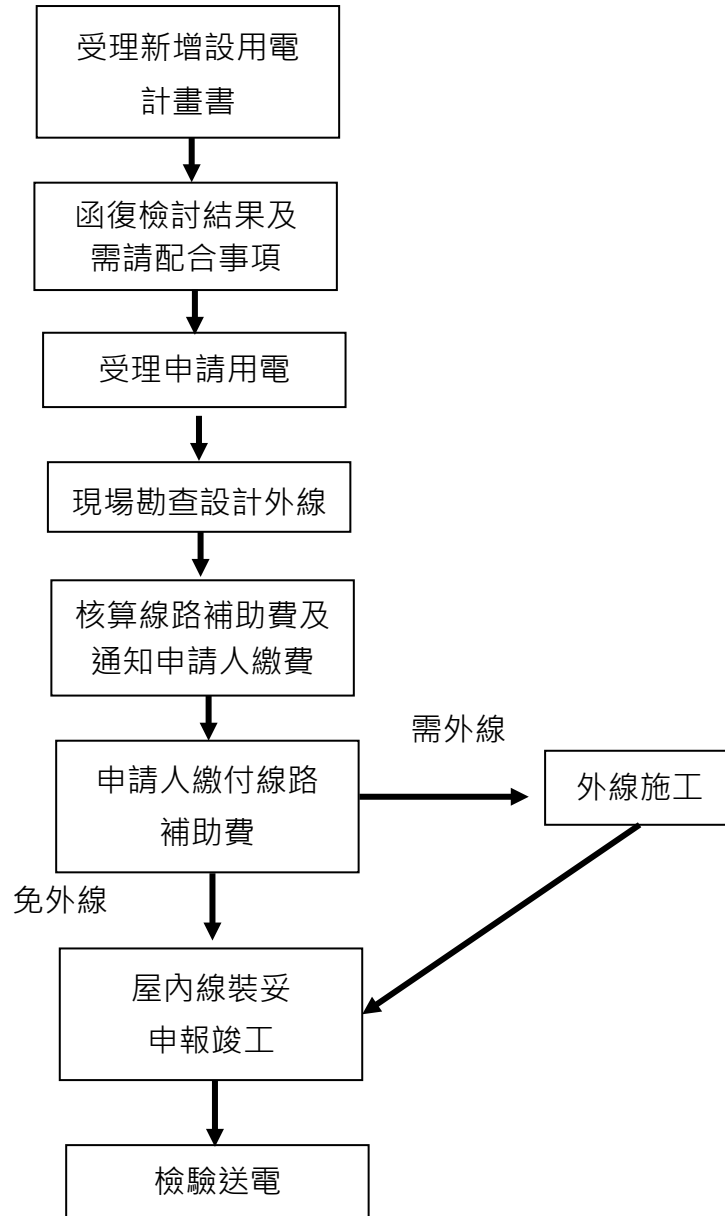 受理新增設用電
計畫書
函復檢討結果及
需請配合事項
受理申請用電
現場勘查設計外線
核算線路補助費及
通知申請人繳費
需外線
申請人繳付線路
補助費
外線施工
免外線
屋內線裝妥
申報竣工
檢驗送電